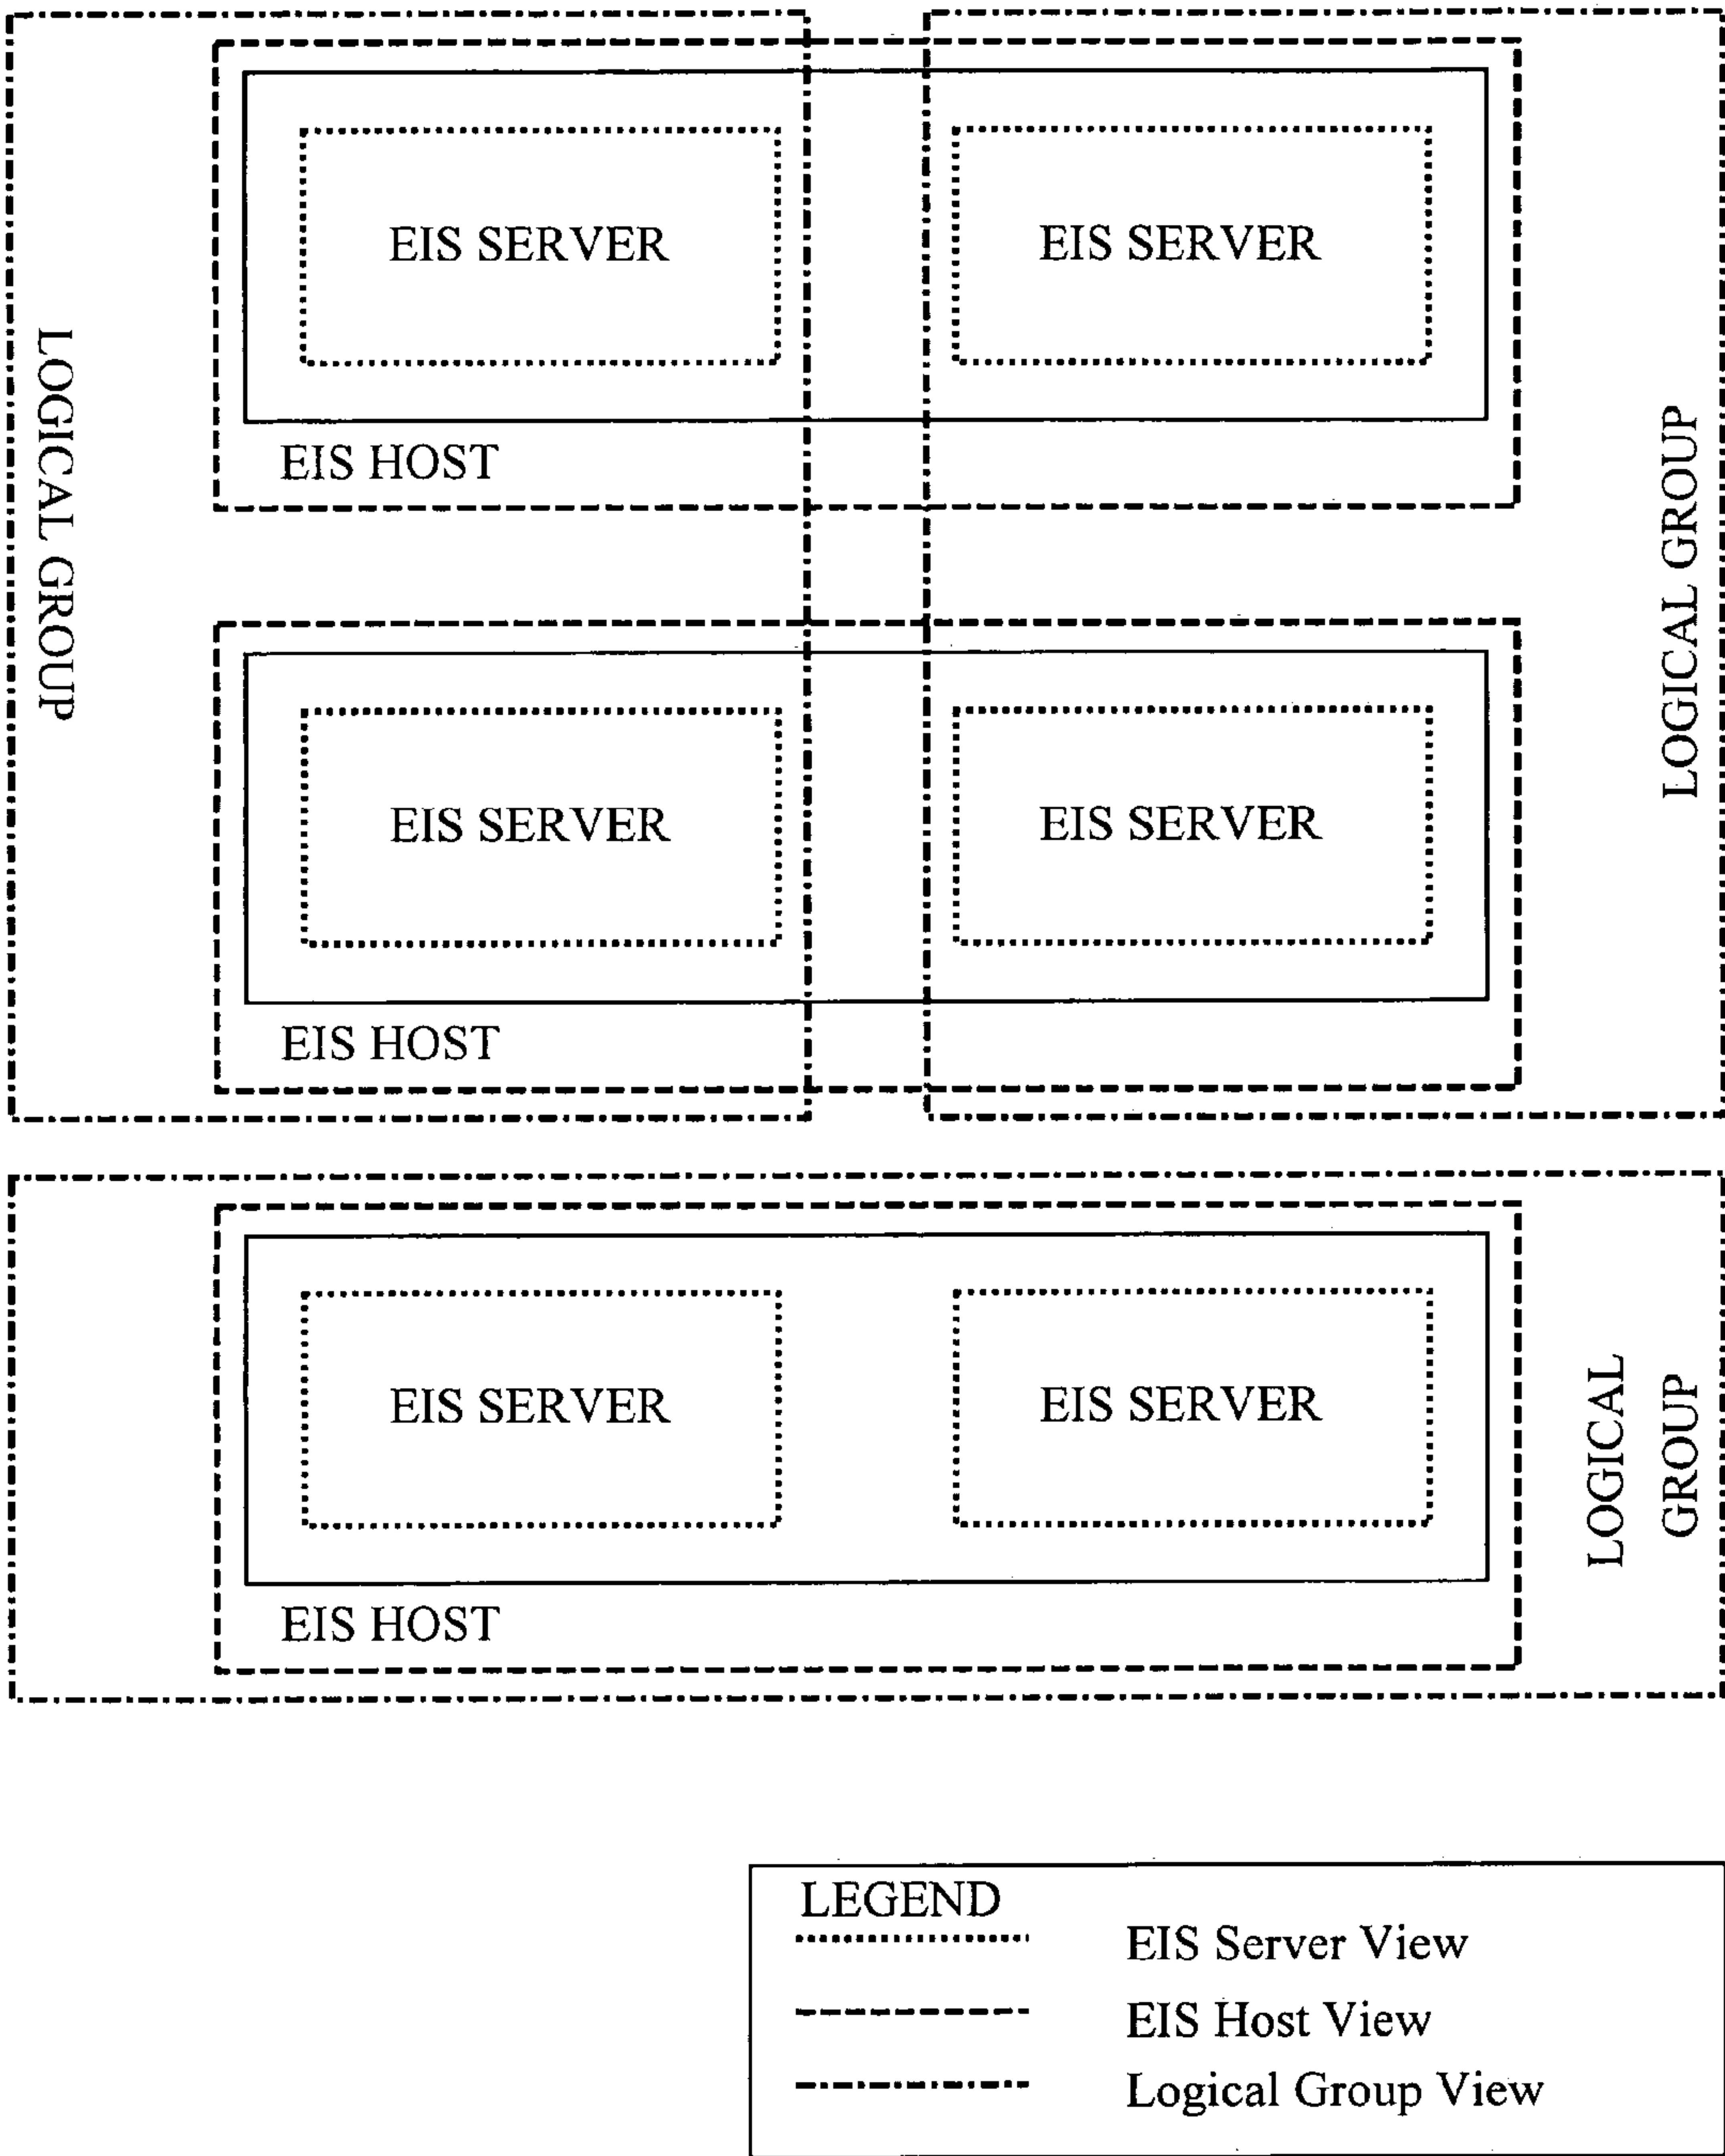 LOGICAL GROUP
EIS SERVER
EIS SERVER
EIS HOST
LOGICAL GROUP
EIS SERVER
EIS SERVER
EIS HOST
EIS SERVER
EIS SERVER
EIS HOST
LOGICAL
GROUP
LEGEND
EIS Server View
EIS Host View
Logical Group View